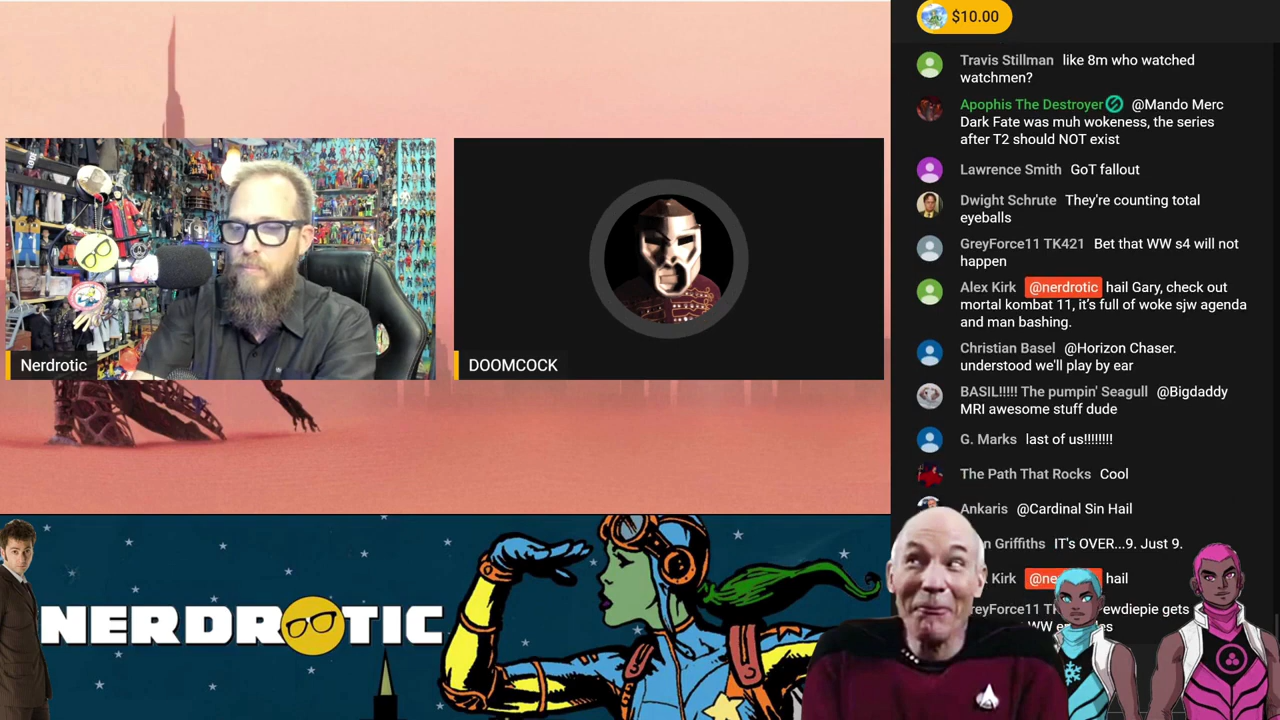 $10.00
Travis Stillman like 8m who watched
watchmen?
Apophis The Destroyer @Mando Merc
Dark Fate was muh wokeness, the series
after T2 should NOT exist
Lawrence Smith GoT fallout
Dwight Schrute They're counting total
eyeballs
GreyForce11 TK421 Bet that WW s4 will not
happen
Alex Kirk @nerdrotic hail Gary, check out
mortal kombat 11, it's full of woke sjw agenda
and man bashing.
Christian Basel @Horizon Chaser.
understood we'll play by ear
BASIL!!!!! The pumpin' Seagull @Bigdaddy
MRI awesome stuff dude
G. Marks last of us!!!!!!!!
The Path That Rocks Cool
Ankaris @Cardinal Sin Hail
Griffiths IT's OVER...9. Just 9.
Kirk hail
gets
WW
Nerdrotic
DOOMCOCK
NERDROTIC